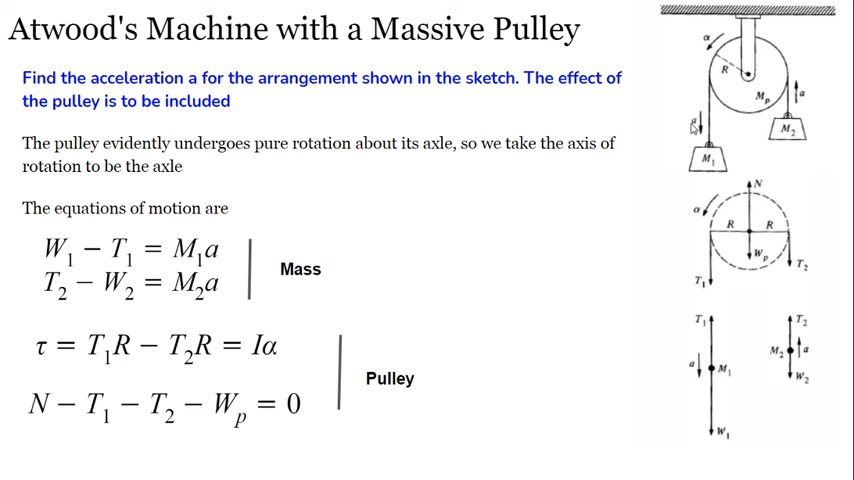 Atwood's Machine with a Massive Pulley
Find the acceleration a for the arrangement shown in the sketch. The effect of
the pulley is to be included
The pulley evidently undergoes pure rotation about its axle, so we take the axis of
rotation to be the axle
The equations of motion are
W₁ − T₁ = M₁a
T₂ − W₂ = M₂a
Mass
τ = T₁R − T₂R = Iα
Pulley
N − T₁ − T₂ − Wₚ = 0
α
R
Mₚ
a
a
M₂
M₁
N
α
R
R
Wₚ
T₂
T₁
T₁
T₂
M₂
a
a
M₁
W₂
W₁